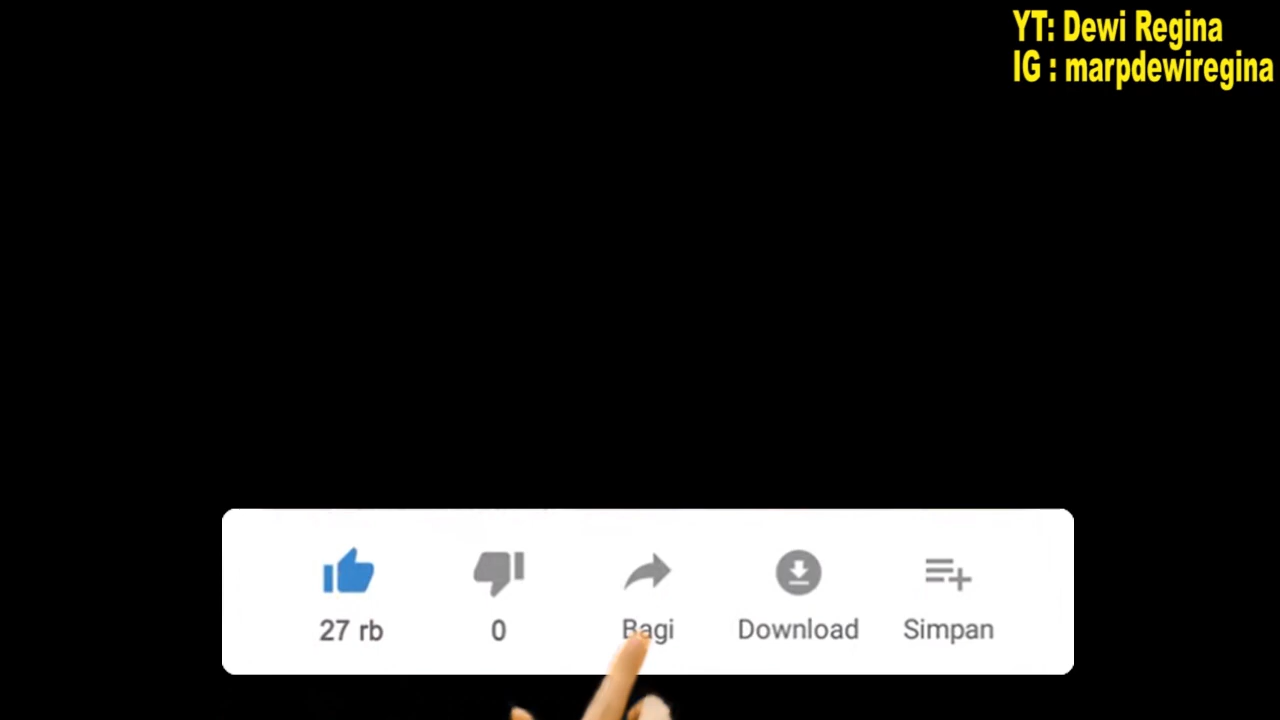 YT: Dewi Regina
IG : marpdewiregina
27 rb
0
Bagi
Download
Simpan